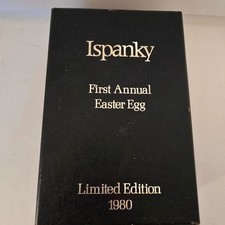 Ispanky
First Annual
Easter Egg
Limited Edition
1980